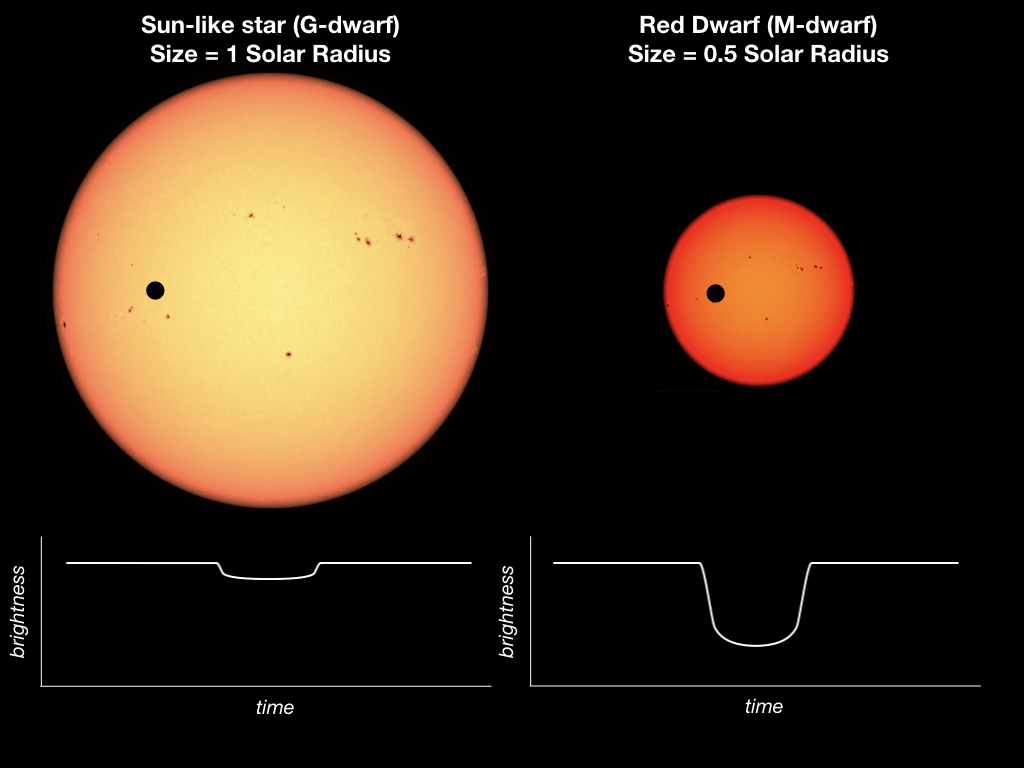 Sun-like star (G-dwarf)
Size = 1 Solar Radius
Red Dwarf (M-dwarf)
Size = 0.5 Solar Radius
brightness
time
brightness
time